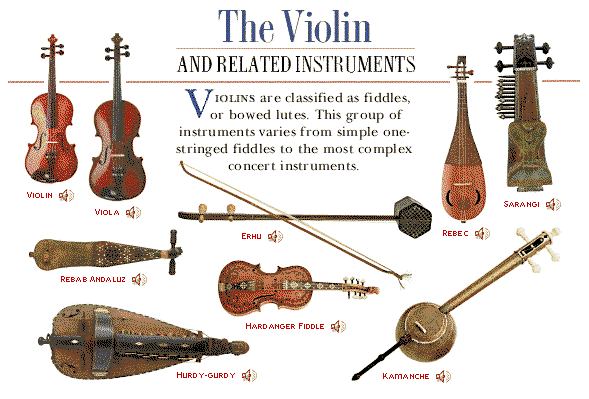 The Violin
AND RELATED INSTRUMENTS
VIOLINS are classified as fiddles,
or bowed lutes. This group of
instruments varies from simple one-
stringed fiddles to the most complex
concert instruments.
VIOLIN
VIOLA
ERHU
REBEC
SARANGI
REBAB ANDALUZ
HARDANGER FIDDLE
HURDY-GURDY
KAMANCHE